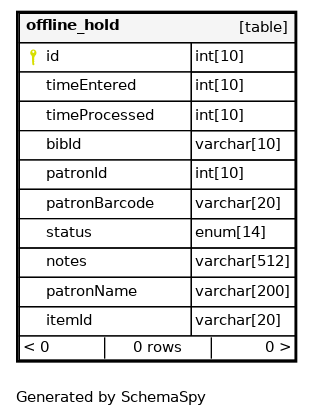 offline_hold [table]
id int[10]
timeEntered int[10]
timeProcessed int[10]
bibId varchar[10]
patronId int[10]
patronBarcode varchar[20]
status enum[14]
notes varchar[512]
patronName varchar[200]
itemId varchar[20]
< 0 0 rows 0 >
Generated by SchemaSpy